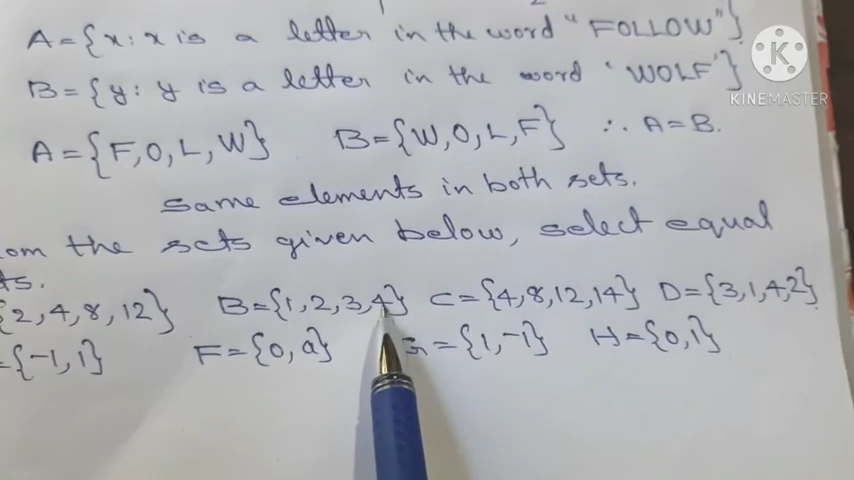 A={x: x is a letter in the word "FOLLOW"}
B={y: y is a letter in the word 'WOLF'}
KINEMASTER
A={F,O,L,W} B={W,O,L,F} ∴ A=B.
same elements in both sets.
om the sets given below, select equal
ts.
{2,4,8,12} B={1,2,3,4} C={4,8,12,14} D={3,1,4,2}
={-1,1} F={0,a} G={1,-1} H={0,1}